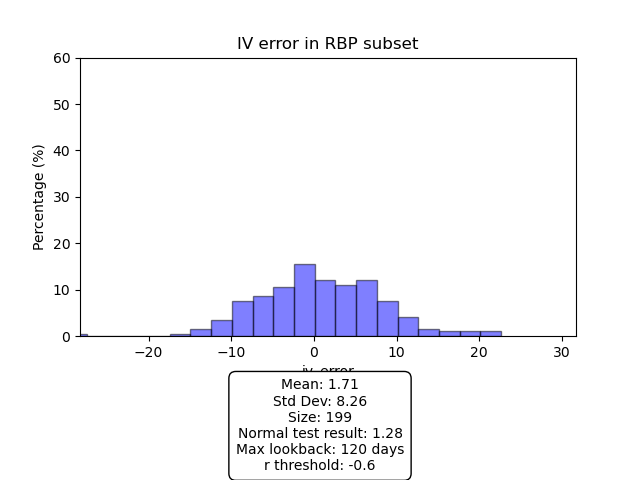 IV error in RBP subset
Percentage (%)
60
50
40
30
20
10
0
−20
−10
0
10
20
30
iv_error
Mean: 1.71
Std Dev: 8.26
Size: 199
Normal test result: 1.28
Max lookback: 120 days
r threshold: -0.6